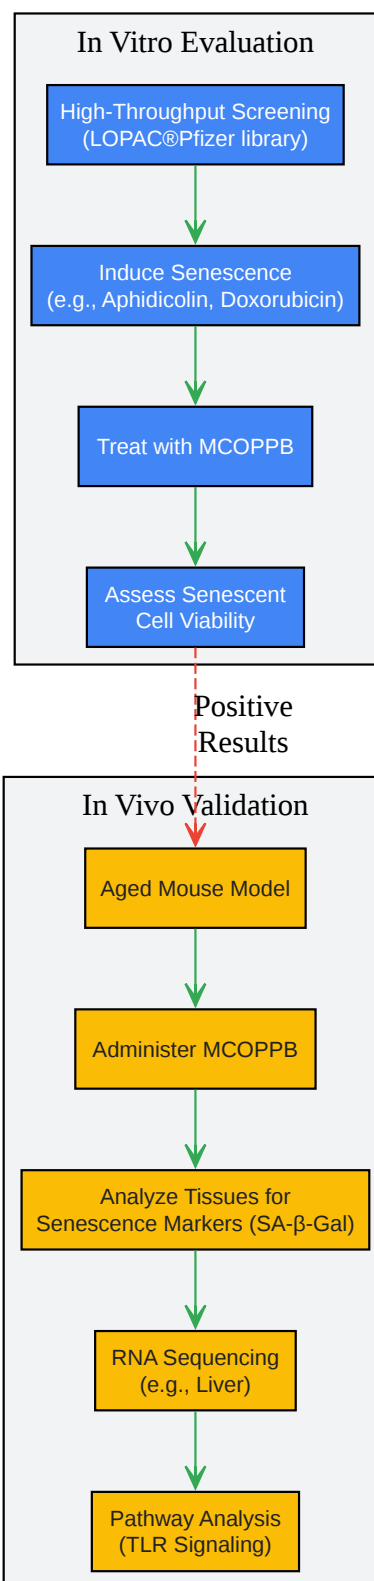 In Vitro Evaluation
High-Throughput Screening
(LOPAC®Pfizer library)
Induce Senescence
(e.g., Aphidicolin, Doxorubicin)
Treat with MCOPPB
Assess Senescent
Cell Viability
Positive
Results
In Vivo Validation
Aged Mouse Model
Administer MCOPPB
Analyze Tissues for
Senescence Markers (SA-β-Gal)
RNA Sequencing
(e.g., Liver)
Pathway Analysis
(TLR Signaling)